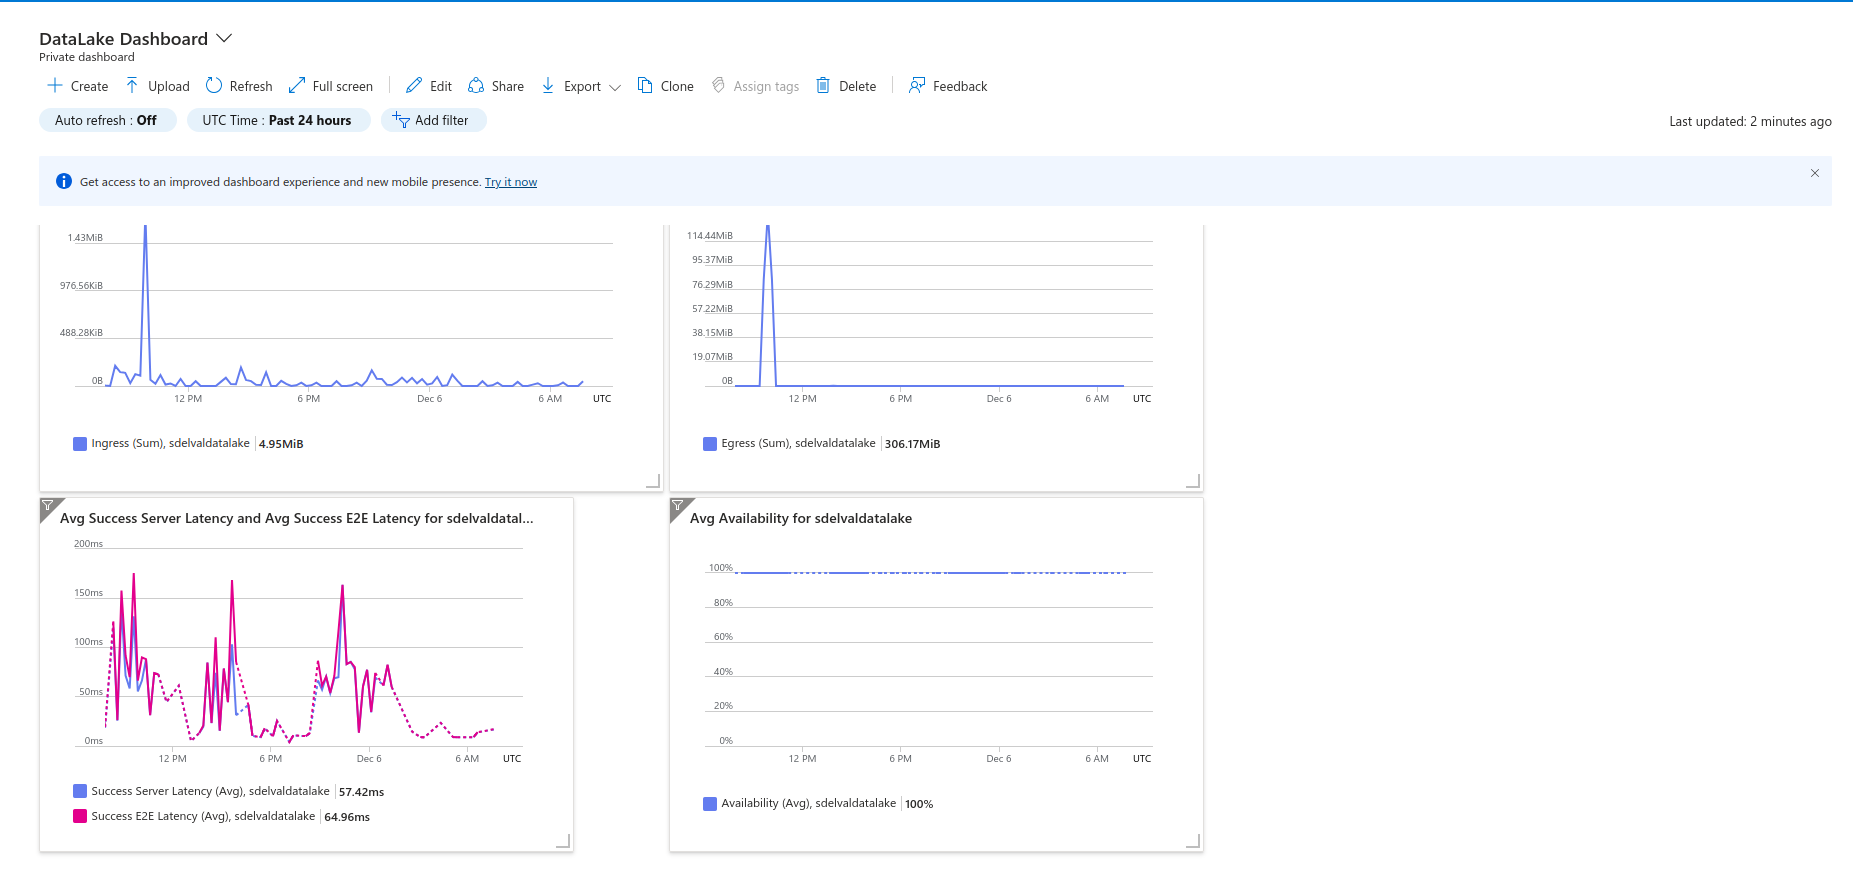 DataLake Dashboard
Private dashboard
Create Upload Refresh Full screen Edit Share Export Clone Assign tags Delete Feedback
Auto refresh : Off UTC Time : Past 24 hours Add filter Last updated: 2 minutes ago
Get access to an improved dashboard experience and new mobile presence. Try it now
1.43MiB
976.56KiB
488.28KiB
0B
12 PM 6 PM Dec 6 6 AM UTC
Ingress (Sum), sdelvaldatalake 4.95MiB
114.44MiB
95.37MiB
76.29MiB
57.22MiB
38.15MiB
19.07MiB
0B
12 PM 6 PM Dec 6 6 AM UTC
Egress (Sum), sdelvaldatalake 306.17MiB
Avg Success Server Latency and Avg Success E2E Latency for sdelvaldatal...
200ms
150ms
100ms
50ms
0ms
12 PM 6 PM Dec 6 6 AM UTC
Success Server Latency (Avg), sdelvaldatalake 57.42ms
Success E2E Latency (Avg), sdelvaldatalake 64.96ms
Avg Availability for sdelvaldatalake
100%
80%
60%
40%
20%
0%
12 PM 6 PM Dec 6 6 AM UTC
Availability (Avg), sdelvaldatalake 100%